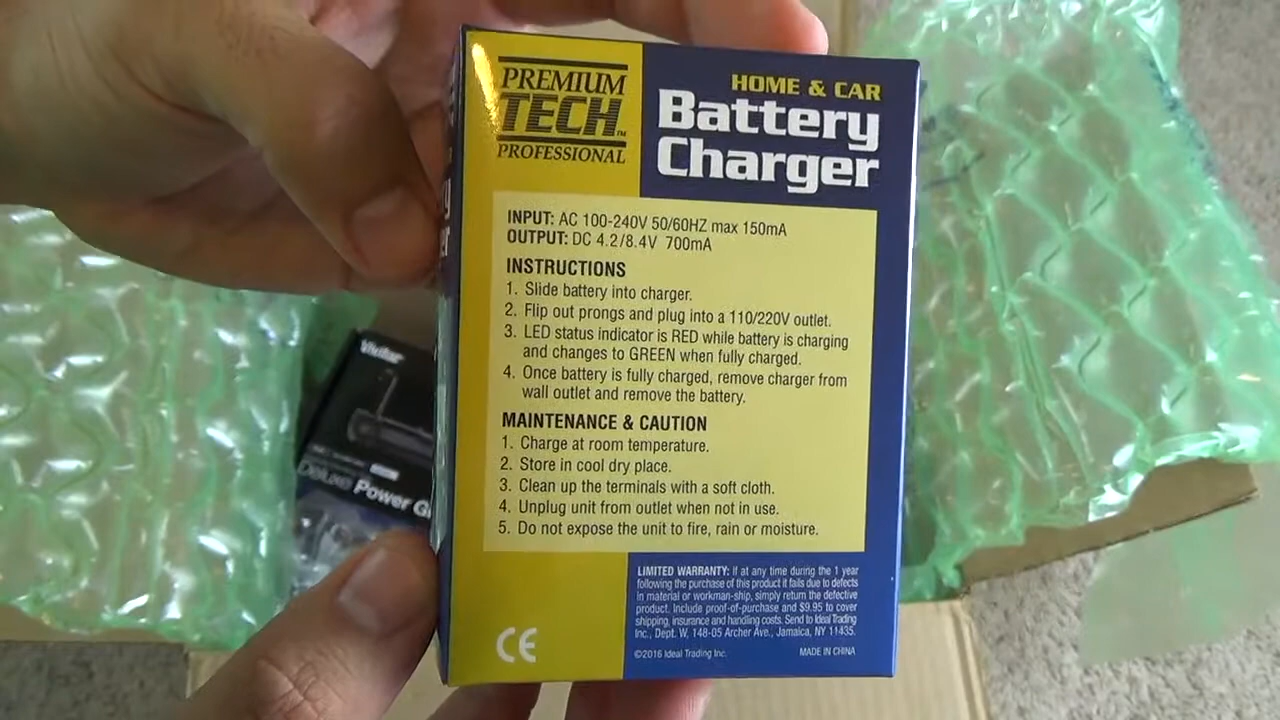 PREMIUM
TECH™
PROFESSIONAL
HOME & CAR
Battery
Charger
INPUT: AC 100-240V 50/60HZ max 150mA
OUTPUT: DC 4.2/8.4V 700mA
INSTRUCTIONS
1. Slide battery into charger.
2. Flip out prongs and plug into a 110/220V outlet.
3. LED status indicator is RED while battery is charging
and changes to GREEN when fully charged.
4. Once battery is fully charged, remove charger from
wall outlet and remove the battery.
MAINTENANCE & CAUTION
1. Charge at room temperature.
2. Store in cool dry place.
3. Clean up the terminals with a soft cloth.
4. Unplug unit from outlet when not in use.
5. Do not expose the unit to fire, rain or moisture.
LIMITED WARRANTY: If at any time during the 1 year
following the purchase of this product it fails due to defects
in material or workman-ship, simply return the defective
product. Include proof-of-purchase and $9.95 to cover
shipping, insurance and handling costs. Send to Ideal Trading
Inc., Dept. W, 148-05 Archer Ave., Jamaica, NY 11435.
©2016 Ideal Trading Inc. MADE IN CHINA
CE
Vivitar
Deluxe Power